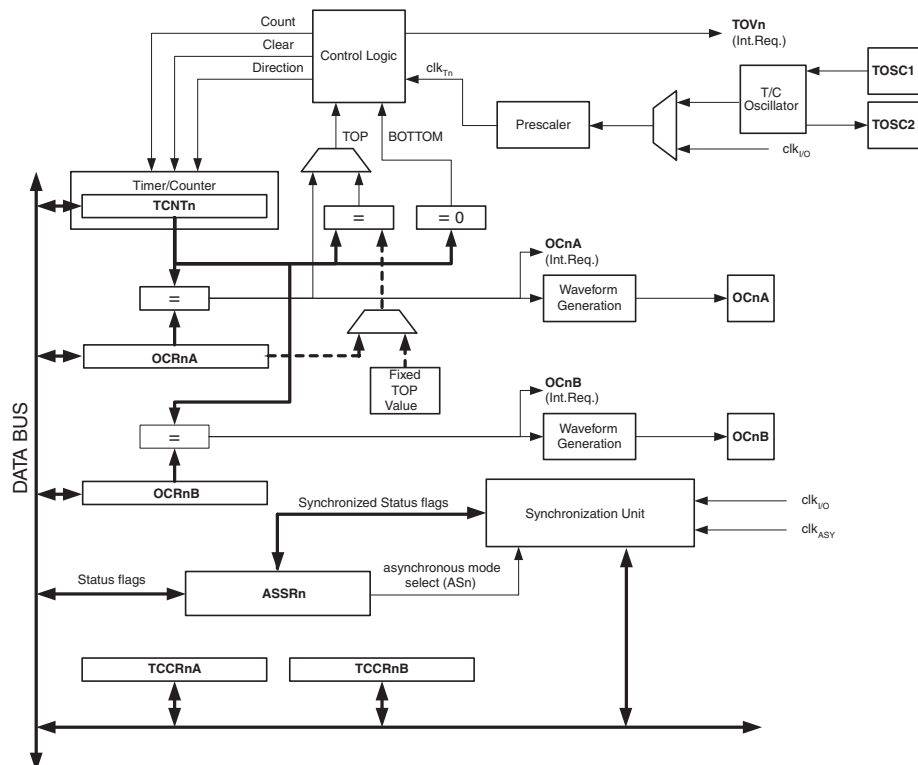 Count
Clear
Direction
Control Logic
TOVn
(Int.Req.)
clkTn
TOSC1
T/C
Oscillator
TOSC2
Prescaler
clkI/O
TOP
BOTTOM
Timer/Counter
TCNTn
=
= 0
OCnA
(Int.Req.)
=
Waveform
Generation
OCnA
OCRnA
Fixed
TOP
Value
OCnB
(Int.Req.)
=
Waveform
Generation
OCnB
OCRnB
DATA BUS
Synchronized Status flags
Synchronization Unit
clkI/O
clkASY
Status flags
ASSRn
asynchronous mode
select (ASn)
TCCRnA
TCCRnB